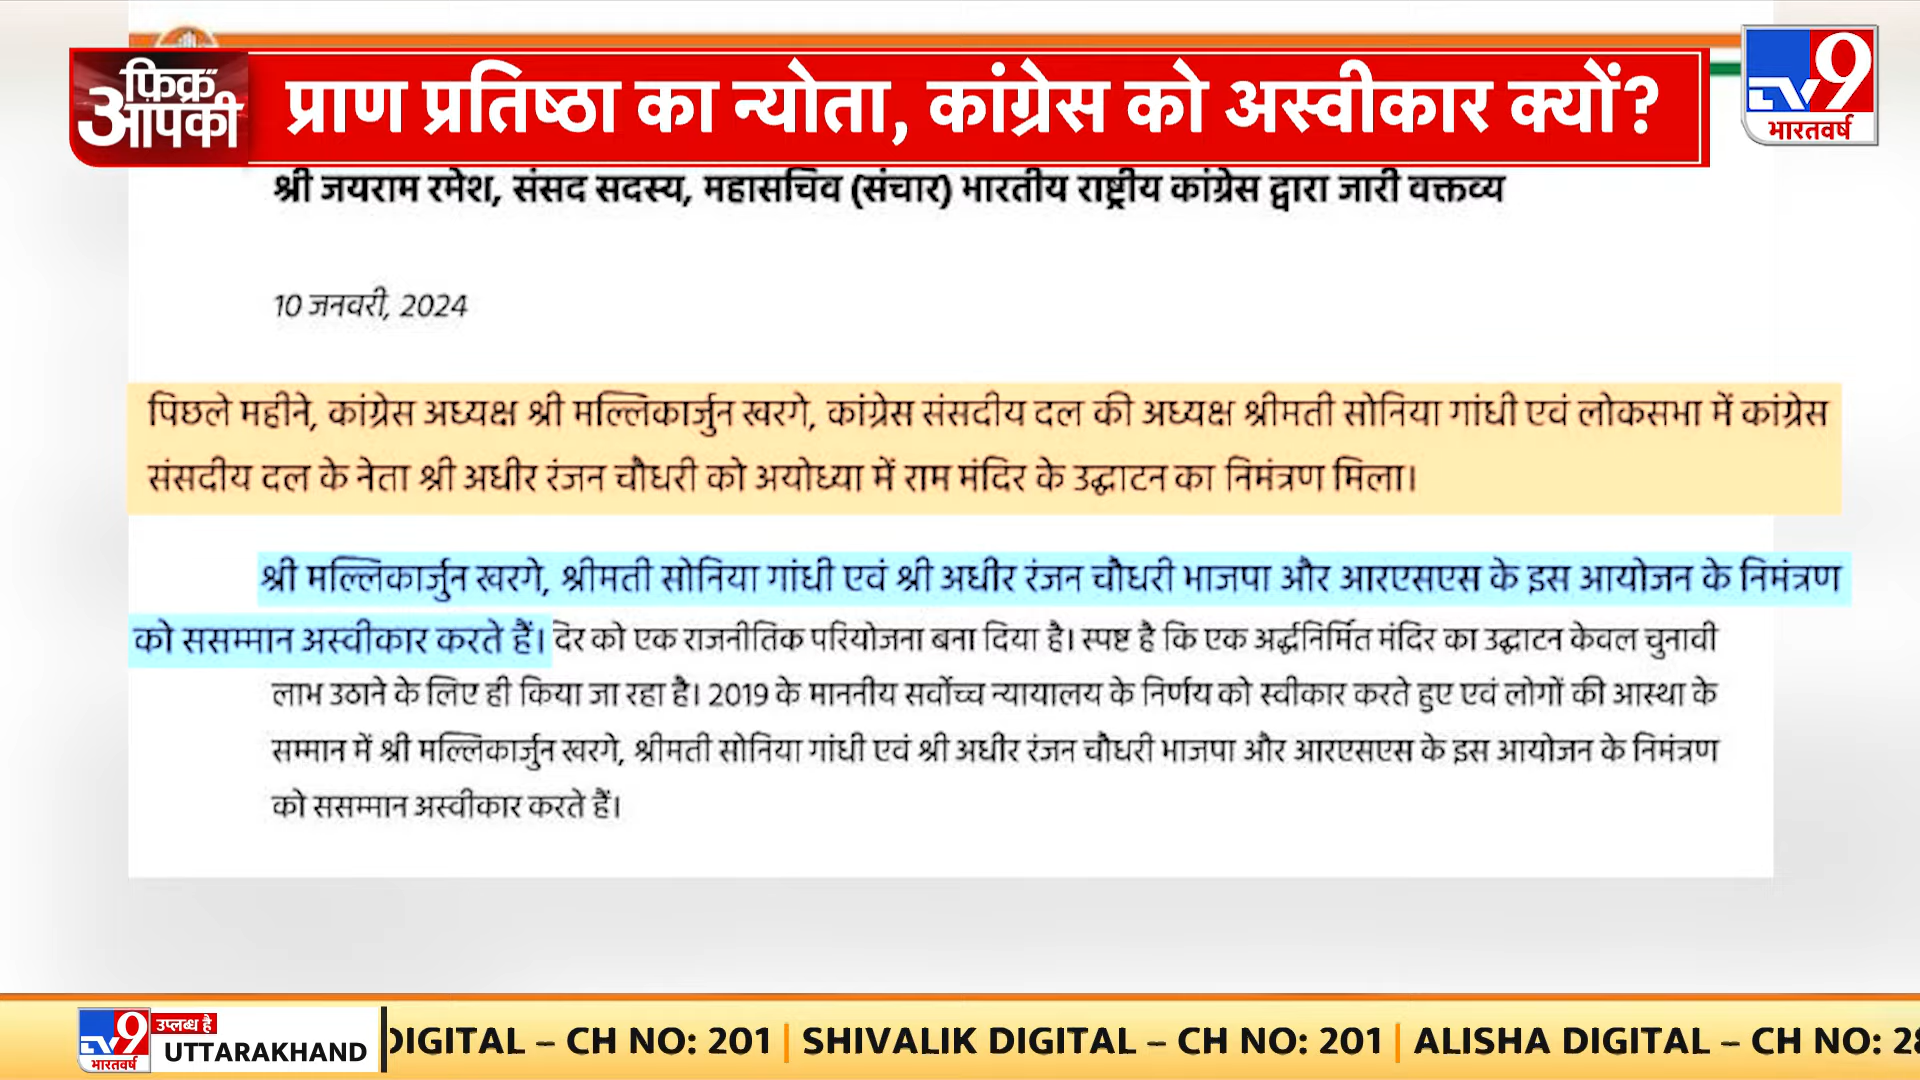 फ़िक्र आपकी
प्राण प्रतिष्ठा का न्योता, कांग्रेस को अस्वीकार क्यों?
TV9
भारतवर्ष
श्री जयराम रमेश, संसद सदस्य, महासचिव (संचार) भारतीय राष्ट्रीय कांग्रेस द्वारा जारी वक्तव्य
10 जनवरी, 2024
पिछले महीने, कांग्रेस अध्यक्ष श्री मल्लिकार्जुन खरगे, कांग्रेस संसदीय दल की अध्यक्ष श्रीमती सोनिया गांधी एवं लोकसभा में कांग्रेस
संसदीय दल के नेता श्री अधीर रंजन चौधरी को अयोध्या में राम मंदिर के उद्घाटन का निमंत्रण मिला।
श्री मल्लिकार्जुन खरगे, श्रीमती सोनिया गांधी एवं श्री अधीर रंजन चौधरी भाजपा और आरएसएस के इस आयोजन के निमंत्रण
को ससम्मान अस्वीकार करते हैं।
दिर को एक राजनीतिक परियोजना बना दिया है। स्पष्ट है कि एक अर्द्धनिर्मित मंदिर का उद्घाटन केवल चुनावी
लाभ उठाने के लिए ही किया जा रहा है। 2019 के माननीय सर्वोच्च न्यायालय के निर्णय को स्वीकार करते हुए एवं लोगों की आस्था के
सम्मान में श्री मल्लिकार्जुन खरगे, श्रीमती सोनिया गांधी एवं श्री अधीर रंजन चौधरी भाजपा और आरएसएस के इस आयोजन के निमंत्रण
को ससम्मान अस्वीकार करते हैं।
TV9 भारतवर्ष उपलब्ध है UTTARAKHAND
DIGITAL – CH NO: 201 | SHIVALIK DIGITAL – CH NO: 201 | ALISHA DIGITAL – CH NO: